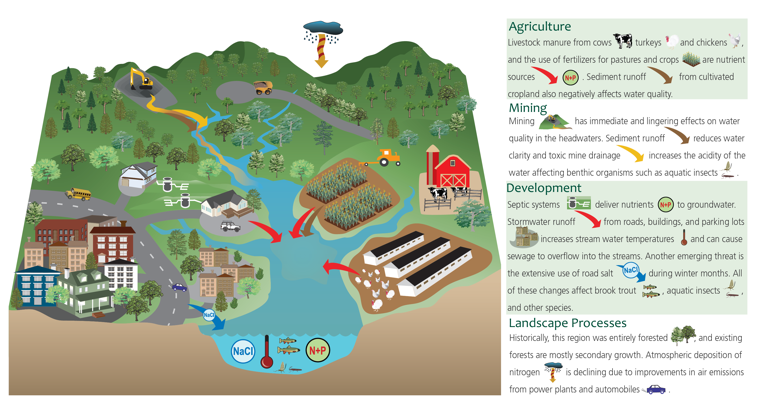 Agriculture
Livestock manure from cows turkeys and chickens ,
and the use of fertilizers for pastures and crops are nutrient
sources N+P . Sediment runoff from cultivated
cropland also negatively affects water quality.
Mining
Mining has immediate and lingering effects on water
quality in the headwaters. Sediment runoff reduces water
clarity and toxic mine drainage increases the acidity of the
water affecting benthic organisms such as aquatic insects .
Development
Septic systems deliver nutrients N+P to groundwater.
Stormwater runoff from roads, buildings, and parking lots
increases stream water temperatures and can cause
sewage to overflow into the streams. Another emerging threat is
the extensive use of road salt NaCl during winter months. All
of these changes affect brook trout , aquatic insects ,
and other species.
Landscape Processes
Historically, this region was entirely forested , and existing
forests are mostly secondary growth. Atmospheric deposition of
nitrogen is declining due to improvements in air emissions
from power plants and automobiles .
NaCl
NaCl
N+P